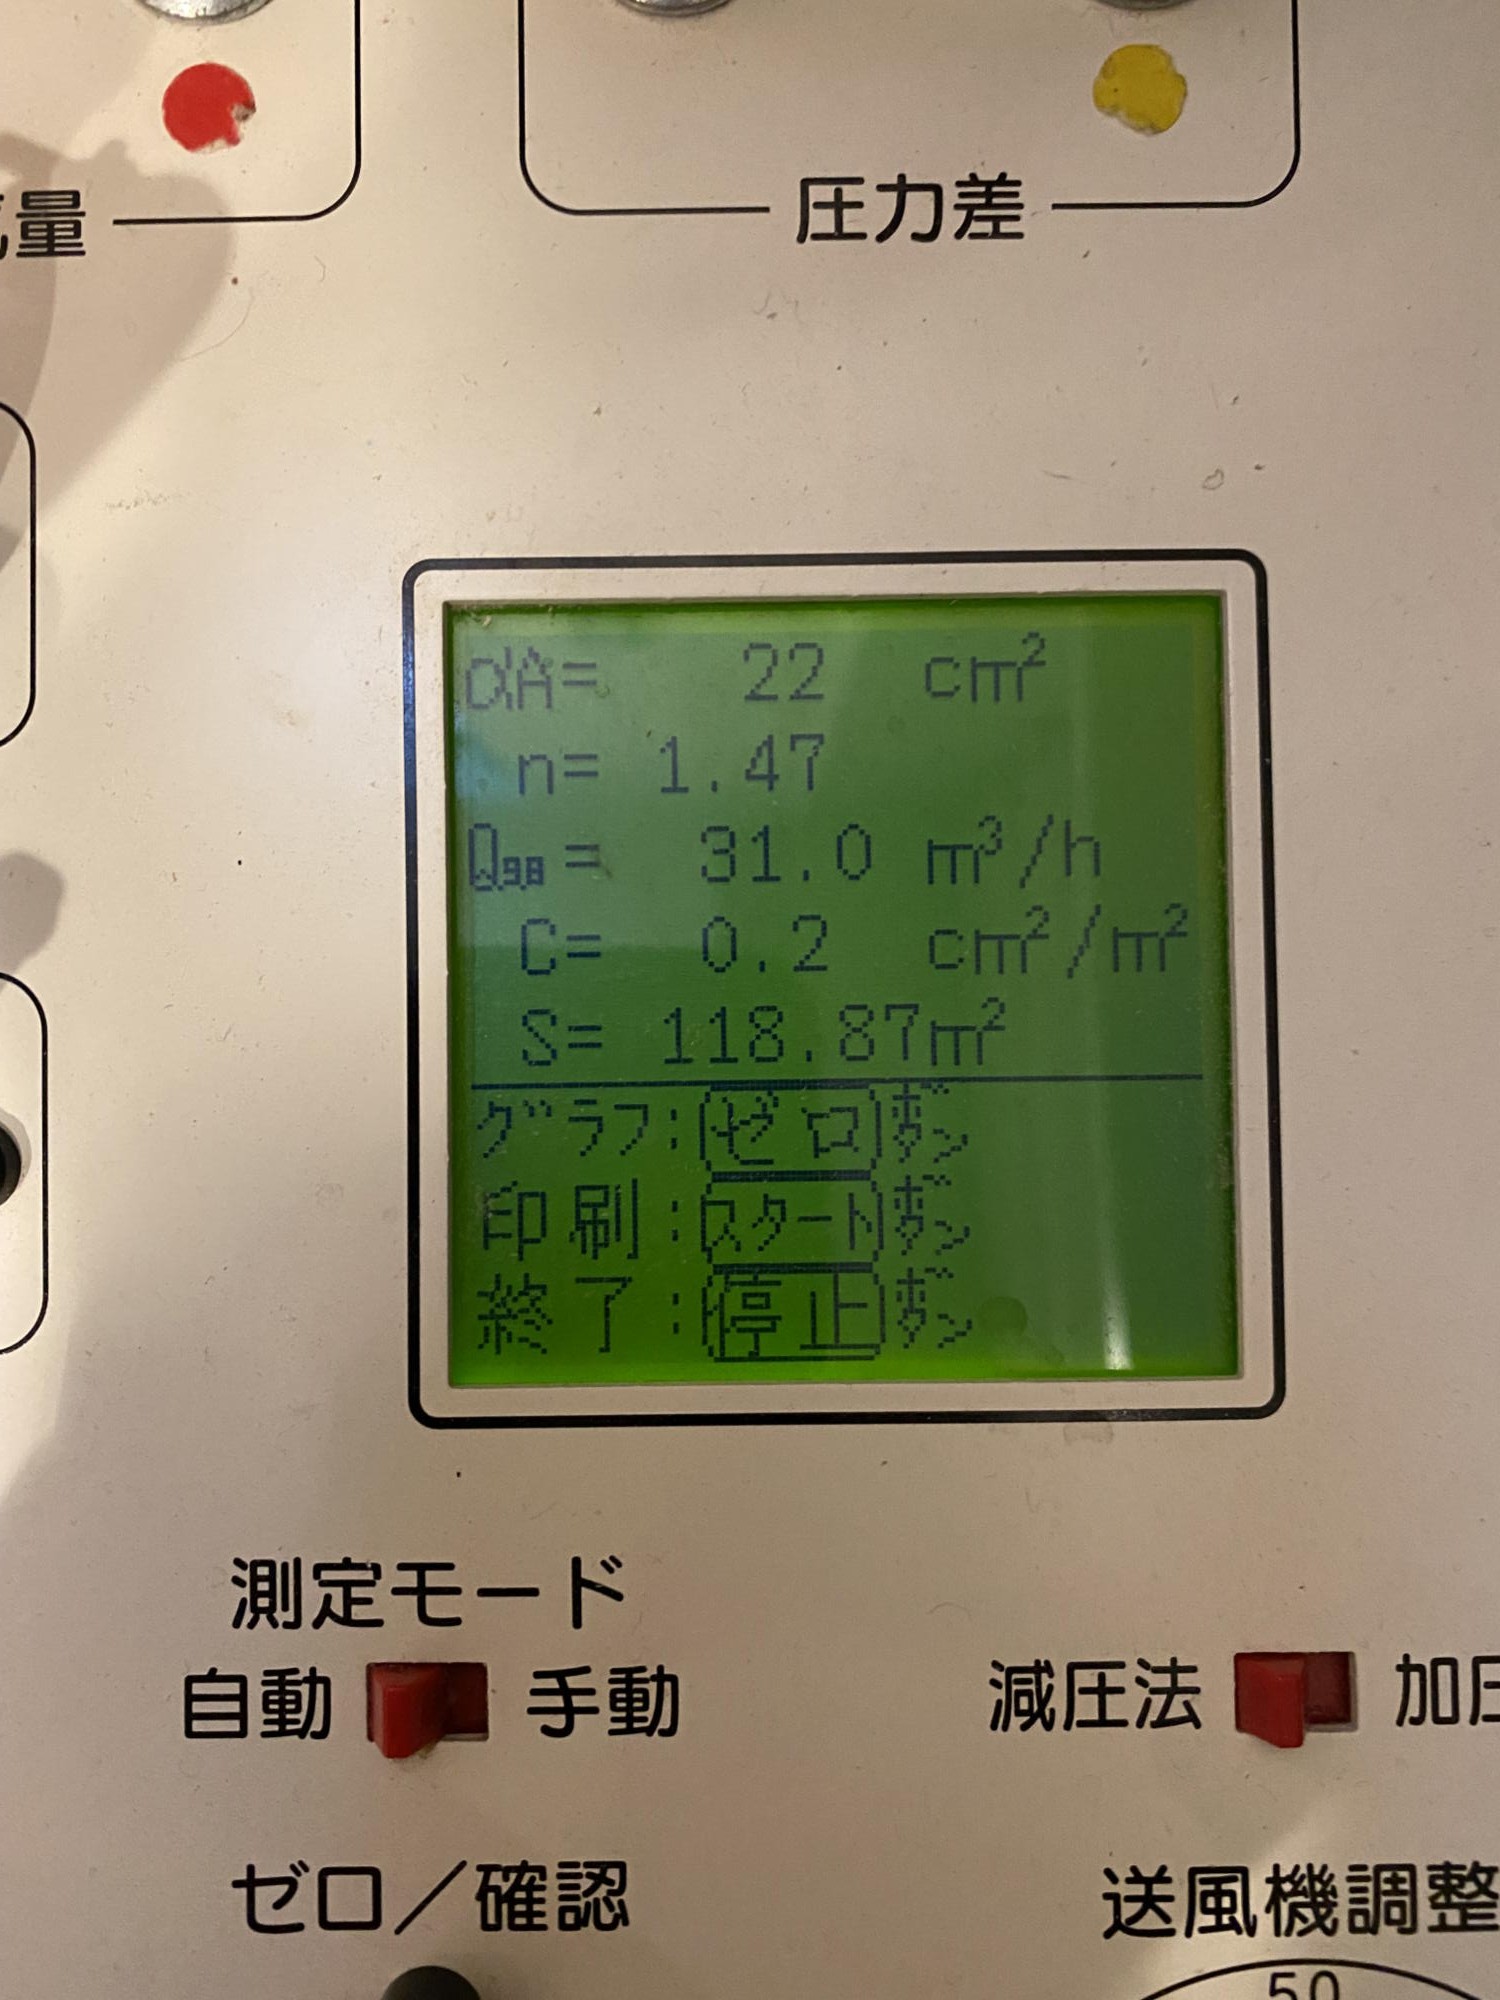 量
圧力差
αA= 22 cm²
n= 1.47
Q9.8= 31.0 m³/h
C= 0.2 cm²/m²
S= 118.87m²
グラフ:ゼロボタン
印刷:スタートボタン
終了:停止ボタン
測定モード
自動 手動
減圧法 加圧
ゼロ/確認
送風機調整
50